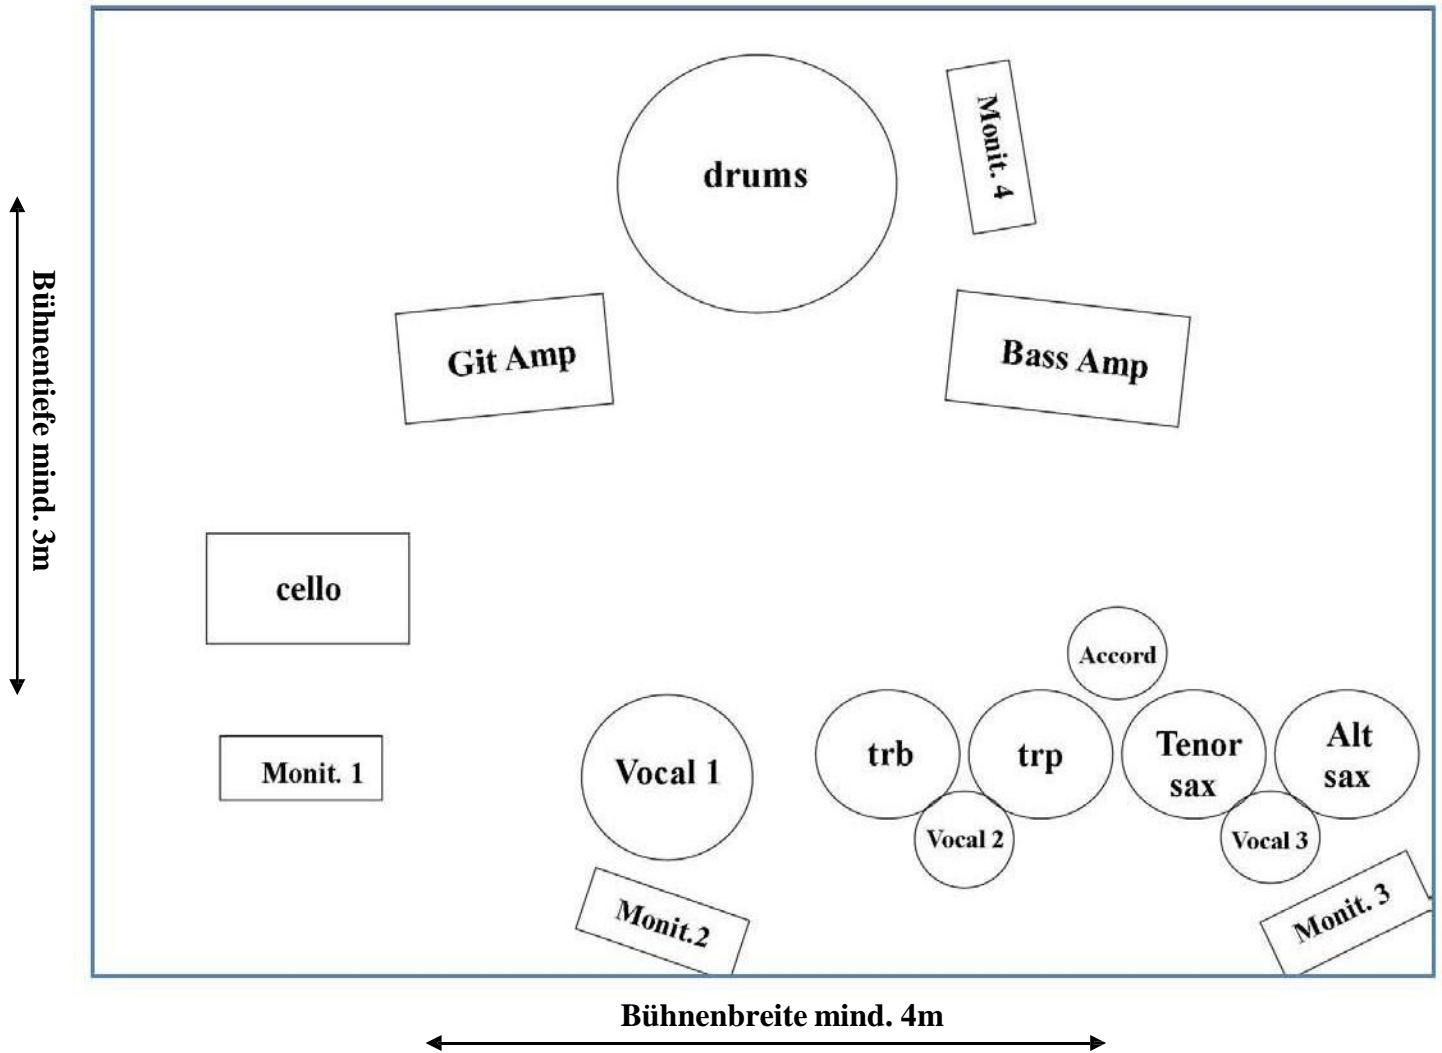 drums
Monit. 4
Git Amp
Bass Amp
Bühnentiefe mind. 3m
cello
Accord
Monit. 1
Vocal 1
trb
trp
Tenor
sax
Alt
sax
Vocal 2
Vocal 3
Monit.2
Monit. 3
Bühnenbreite mind. 4m